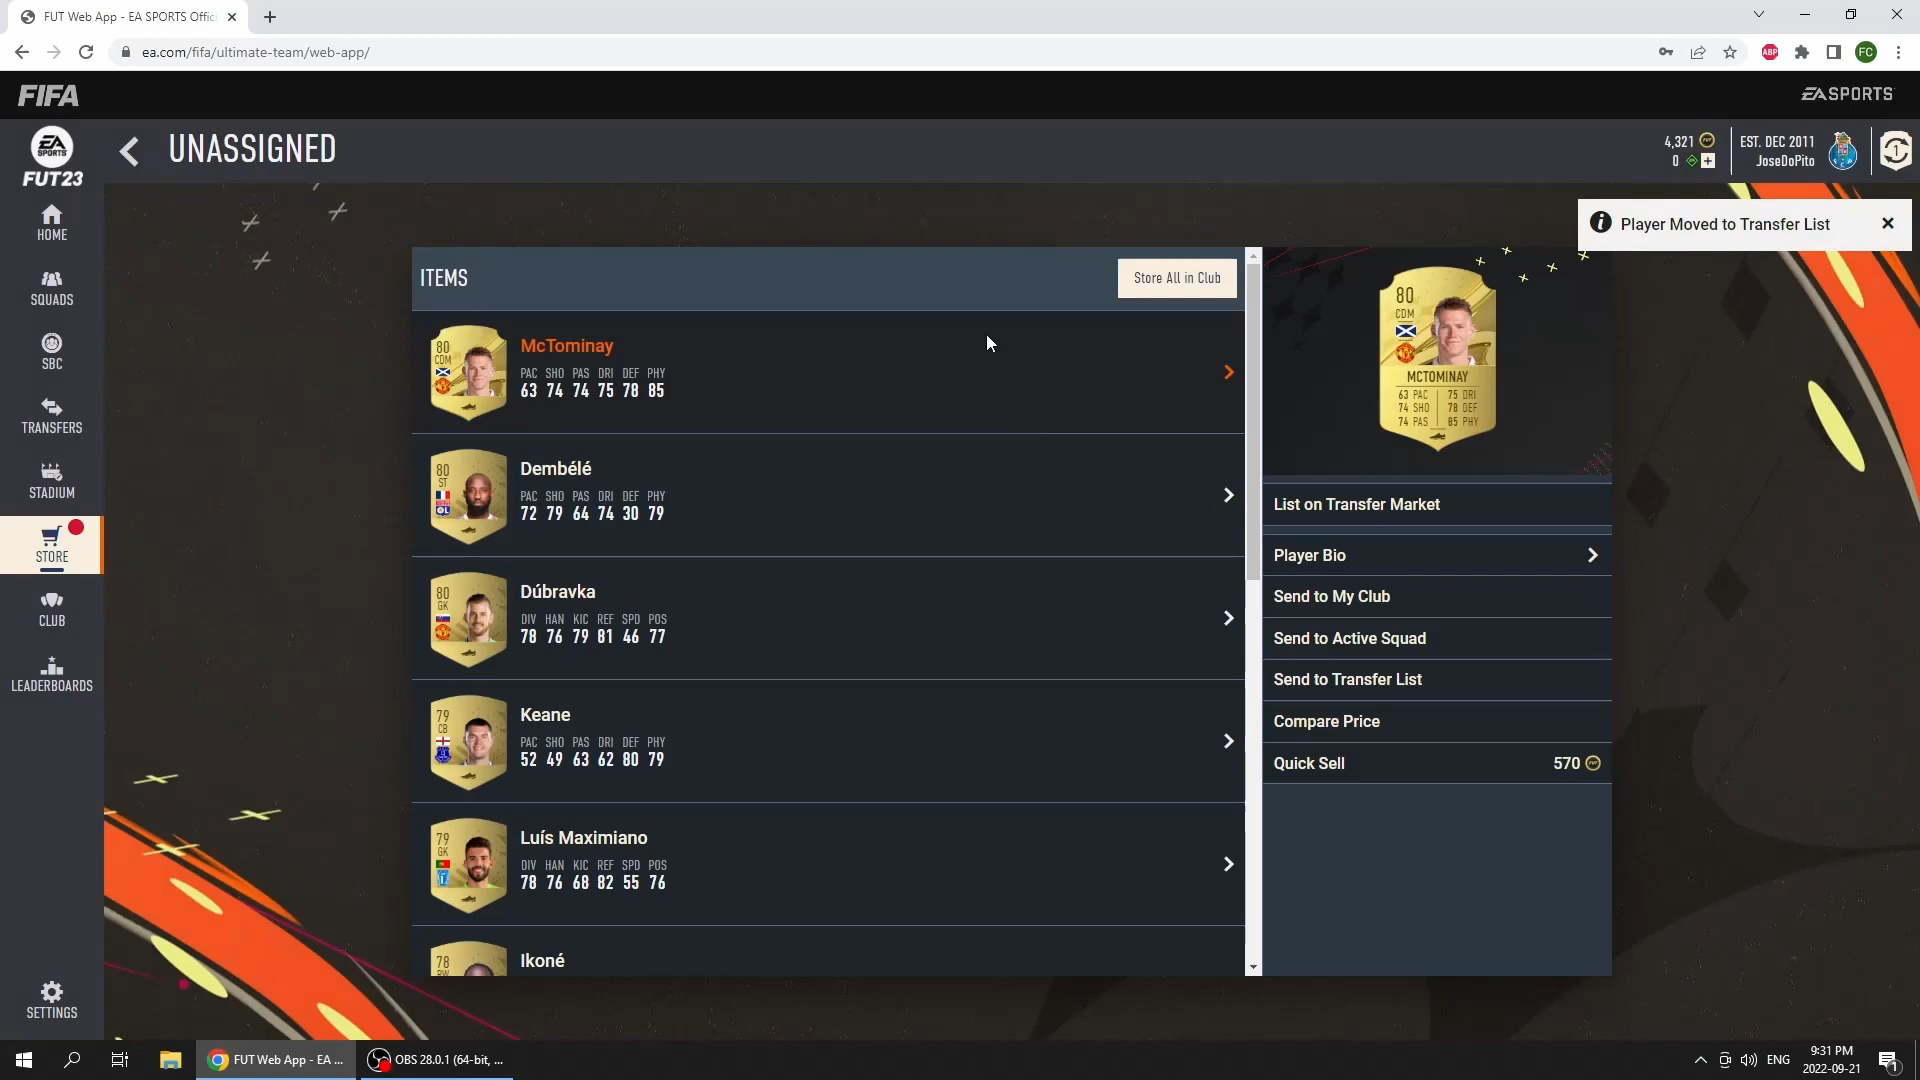 FUT Web App - EA SPORTS Offici
ea.com/fifa/ultimate-team/web-app/
ABP
FC
FIFA
EA SPORTS
EA SPORTS
FUT23
UNASSIGNED
4,321
0
EST. DEC 2011
JoseDoPito
1
Player Moved to Transfer List
HOME
SQUADS
SBC
TRANSFERS
STADIUM
STORE
CLUB
LEADERBOARDS
SETTINGS
ITEMS
Store All in Club
80
CDM
McTominay
PAC SHO PAS DRI DEF PHY
63 74 74 75 78 85
80
ST
Dembélé
PAC SHO PAS DRI DEF PHY
72 79 64 74 30 79
80
GK
Dúbravka
DIV HAN KIC REF SPD POS
78 76 79 81 46 77
79
CB
Keane
PAC SHO PAS DRI DEF PHY
52 49 63 62 80 79
79
GK
Luís Maximiano
DIV HAN KIC REF SPD POS
78 76 68 82 55 76
78
RW
Ikoné
80
CDM
MCTOMINAY
63 PAC 75 DRI
74 SHO 78 DEF
74 PAS 85 PHY
List on Transfer Market
Player Bio
Send to My Club
Send to Active Squad
Send to Transfer List
Compare Price
Quick Sell 570
FUT Web App - EA ...
OBS 28.0.1 (64-bit, ...
ENG
9:31 PM
2022-09-21
1